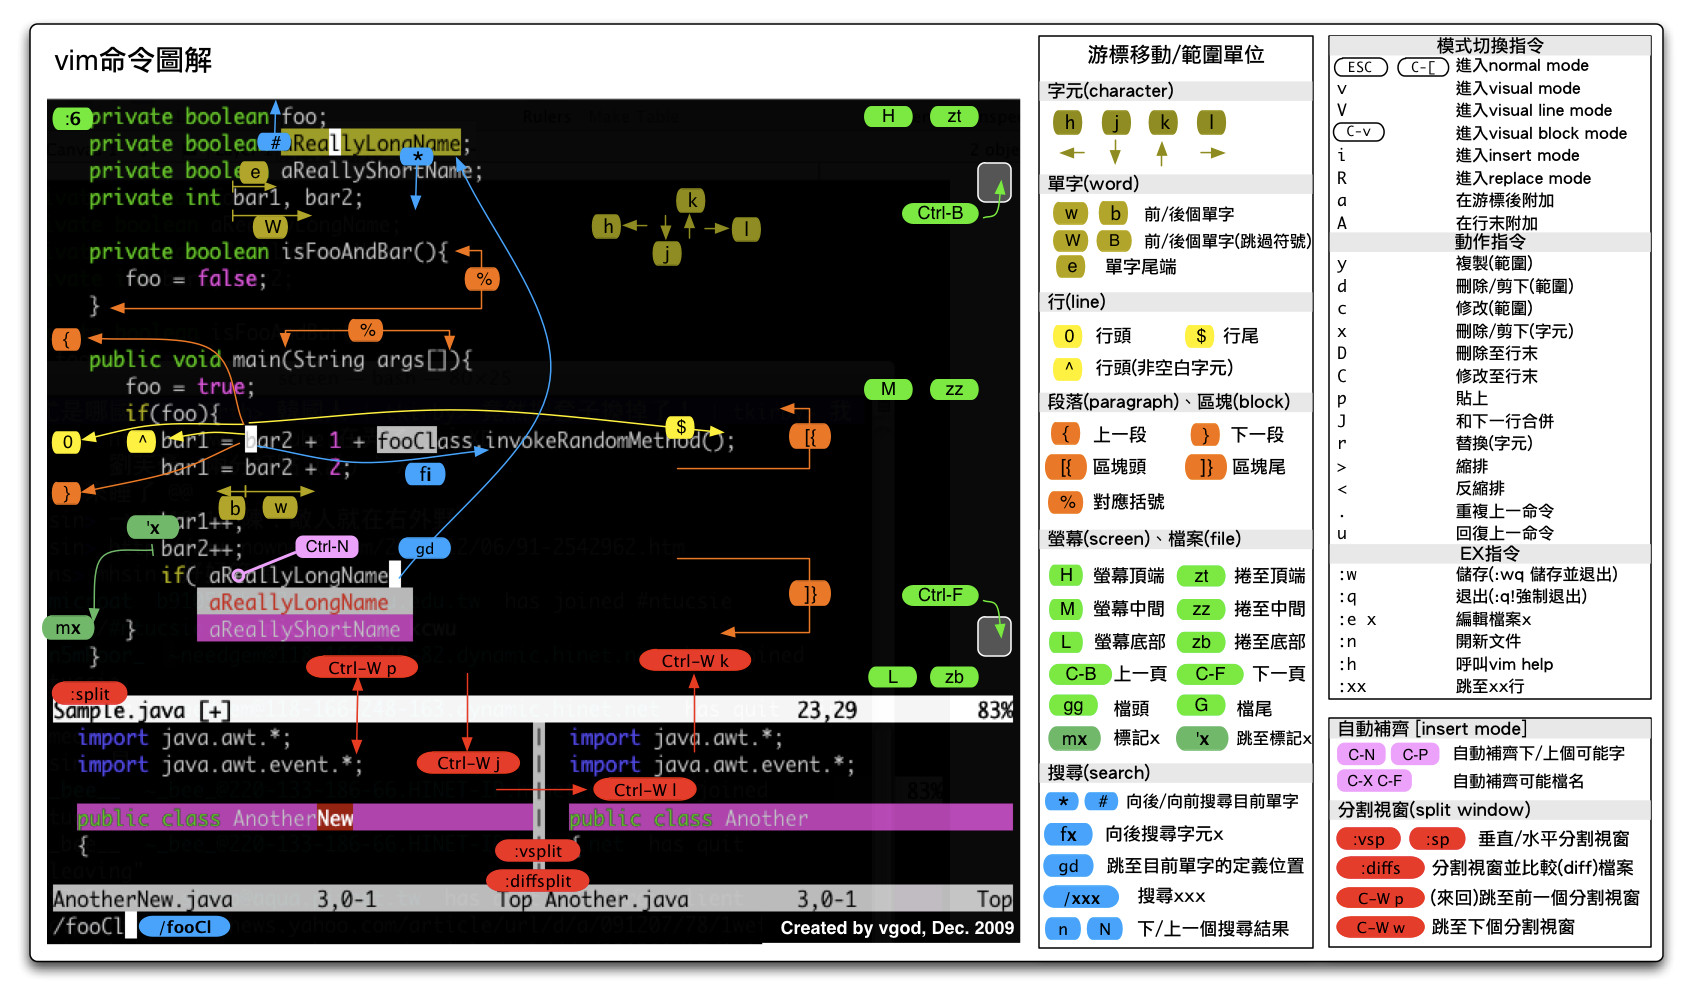 vim命令圖解
:6 private boolean foo;
# private boolea aReallyLongName;
*
private boole e aReallyShortName;
private int bar1, bar2;
W
private boolean isFooAndBar(){
foo = false;
%
}
{
%
public void main(String args[]){
foo = true;
if(foo){
0 ^ bar1 = bar2 + 1 + fooClass.invokeRandomMethod();
$
[{
bar1 = bar2 + 2;
fi
}
b w
'x bar1++;
bar2++;
Ctrl-N
gd
if( aReallyLongName
aReallyLongName
aReallyShortName
]}
mx }
}
H zt
Ctrl-B
k
h l
j
M zz
Ctrl-F
L zb
Ctrl-W p
Ctrl-W k
:split
Sample.java [+] 23,29 83%
import java.awt.*; import java.awt.*;
import java.awt.event.*; import java.awt.event.*;
Ctrl-W j
Ctrl-W l
public class AnotherNew public class Another
{ {
:vsplit
:diffsplit
AnotherNew.java 3,0-1 Top Another.java 3,0-1 Top
/fooCl /fooCl
Created by vgod, Dec. 2009
游標移動/範圍單位
字元(character)
h j k l
← ↓ ↑ →
單字(word)
w b 前/後個單字
W B 前/後個單字(跳過符號)
e 單字尾端
行(line)
0 行頭 $ 行尾
^ 行頭(非空白字元)
段落(paragraph)、區塊(block)
{ 上一段 } 下一段
[{ 區塊頭 ]} 區塊尾
% 對應括號
螢幕(screen)、檔案(file)
H 螢幕頂端 zt 捲至頂端
M 螢幕中間 zz 捲至中間
L 螢幕底部 zb 捲至底部
C-B 上一頁 C-F 下一頁
gg 檔頭 G 檔尾
mx 標記x 'x 跳至標記x
搜尋(search)
* # 向後/向前搜尋目前單字
fx 向後搜尋字元x
gd 跳至目前單字的定義位置
/xxx 搜尋xxx
n N 下/上一個搜尋結果
模式切換指令
ESC C-[ 進入normal mode
v 進入visual mode
V 進入visual line mode
C-v 進入visual block mode
i 進入insert mode
R 進入replace mode
a 在游標後附加
A 在行末附加
動作指令
y 複製(範圍)
d 刪除/剪下(範圍)
c 修改(範圍)
x 刪除/剪下(字元)
D 刪除至行末
C 修改至行末
p 貼上
J 和下一行合併
r 替換(字元)
> 縮排
< 反縮排
. 重複上一命令
u 回復上一命令
EX指令
:w 儲存(:wq 儲存並退出)
:q 退出(:q!強制退出)
:e x 編輯檔案x
:n 開新文件
:h 呼叫vim help
:xx 跳至xx行
自動補齊 [insert mode]
C-N C-P 自動補齊下/上個可能字
C-X C-F 自動補齊可能檔名
分割視窗(split window)
:vsp :sp 垂直/水平分割視窗
:diffs 分割視窗並比較(diff)檔案
C-W p (來回)跳至前一個分割視窗
C-W w 跳至下個分割視窗